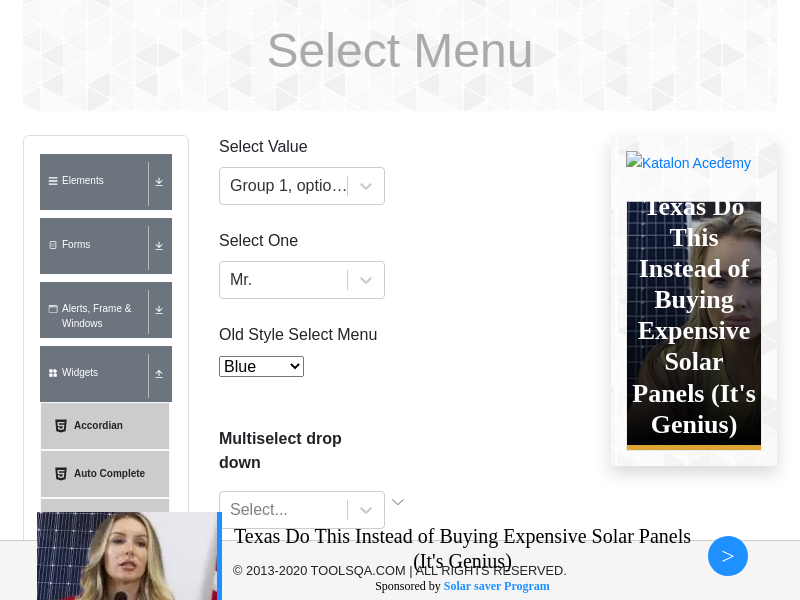 Select Menu
Elements
Forms
Alerts, Frame &
Windows
Widgets
Accordian
Auto Complete
Select Value
Group 1, optio...
Select One
Mr.
Old Style Select Menu
Blue
Multiselect drop
down
Select...
Katalon Acedemy
Texas Do
This
Instead of
Buying
Expensive
Solar
Panels (It's
Genius)
Texas Do This Instead of Buying Expensive Solar Panels
(It's Genius)
© 2013-2020 TOOLSQA.COM | ALL RIGHTS RESERVED.
Sponsored by Solar saver Program
>